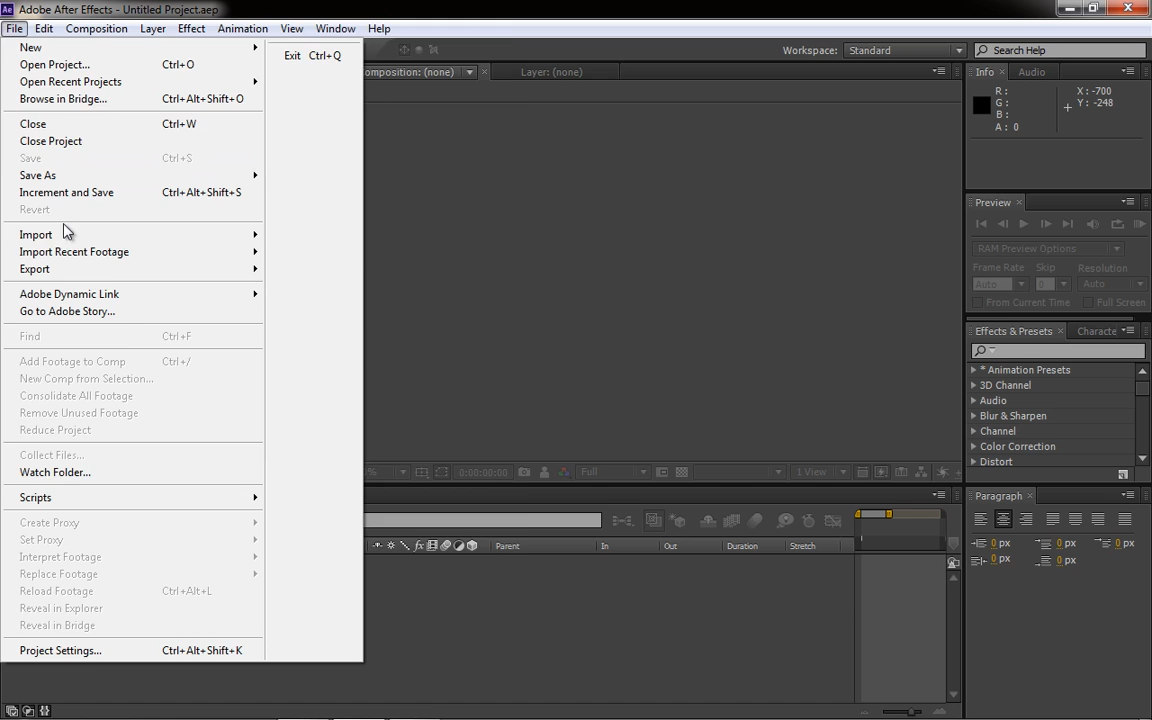 Adobe After Effects - Untitled Project.aep
File Edit Composition Layer Effect Animation View Window Help
New
Open Project... Ctrl+O
Open Recent Projects
Browse in Bridge... Ctrl+Alt+Shift+O
Close Ctrl+W
Close Project
Save Ctrl+S
Save As
Increment and Save Ctrl+Alt+Shift+S
Revert
Import
Import Recent Footage
Export
Adobe Dynamic Link
Go to Adobe Story...
Find Ctrl+F
Add Footage to Comp Ctrl+/
New Comp from Selection...
Consolidate All Footage
Remove Unused Footage
Reduce Project
Collect Files...
Watch Folder...
Scripts
Create Proxy
Set Proxy
Interpret Footage
Replace Footage
Reload Footage Ctrl+Alt+L
Reveal in Explorer
Reveal in Bridge
Project Settings... Ctrl+Alt+Shift+K
Exit Ctrl+Q
Workspace: Standard Search Help
omposition: (none) Layer: (none)
Info Audio
R: X: -700
G: Y: -248
B:
A: 0
Preview
RAM Preview Options
Frame Rate Skip Resolution
Auto 0 Auto
From Current Time Full Screen
Effects & Presets Characte
* Animation Presets
3D Channel
Audio
Blur & Sharpen
Channel
Color Correction
Distort
% 0:00:00:00 Full 1 View
Paragraph
0 px 0 px 0 px
0 px 0 px
fx Parent In Out Duration Stretch